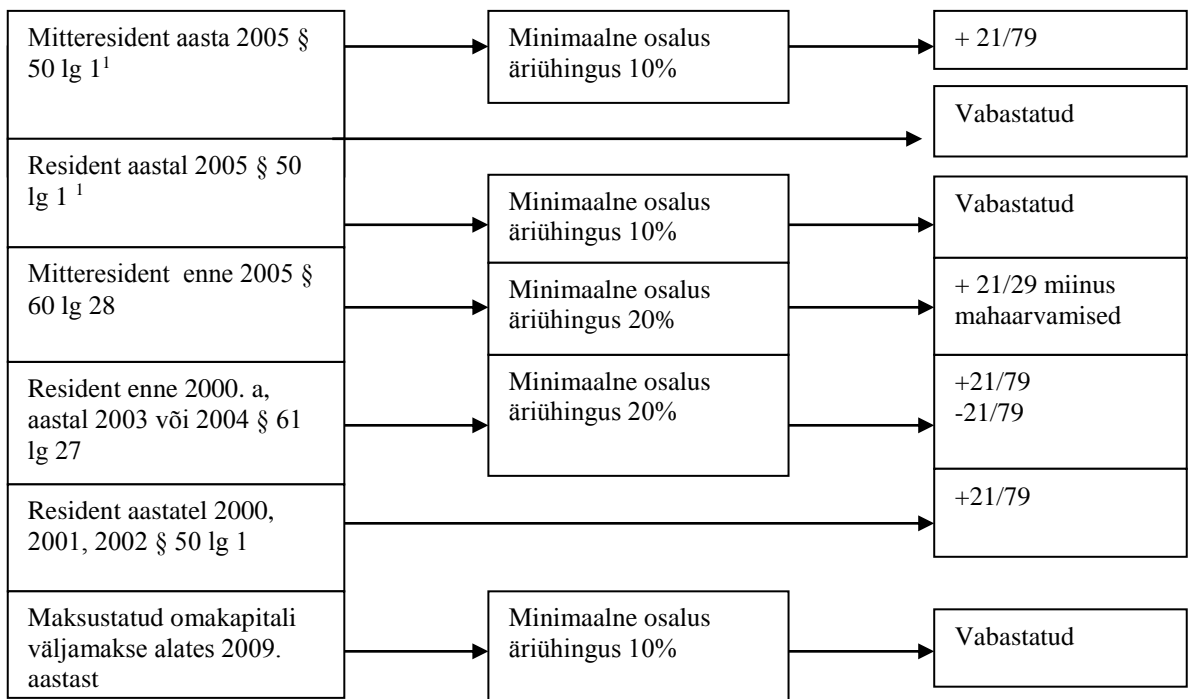 Mitteresident aasta 2005 §
50 lg 1¹
Minimaalne osalus
äriühingus 10%
+ 21/79
Vabastatud
Resident aastal 2005 § 50
lg 1 ¹
Minimaalne osalus
äriühingus 10%
Vabastatud
Mitteresident  enne 2005 §
60 lg 28
Minimaalne osalus
äriühingus 20%
+ 21/29 miinus
mahaarvamised
Resident enne 2000. a,
aastal 2003 või 2004 § 61
lg 27
Minimaalne osalus
äriühingus 20%
+21/79
-21/79
Resident aastatel 2000,
2001, 2002 § 50 lg 1
+21/79
Maksustatud omakapitali
väljamakse alates 2009.
aastast
Minimaalne osalus
äriühingus 10%
Vabastatud